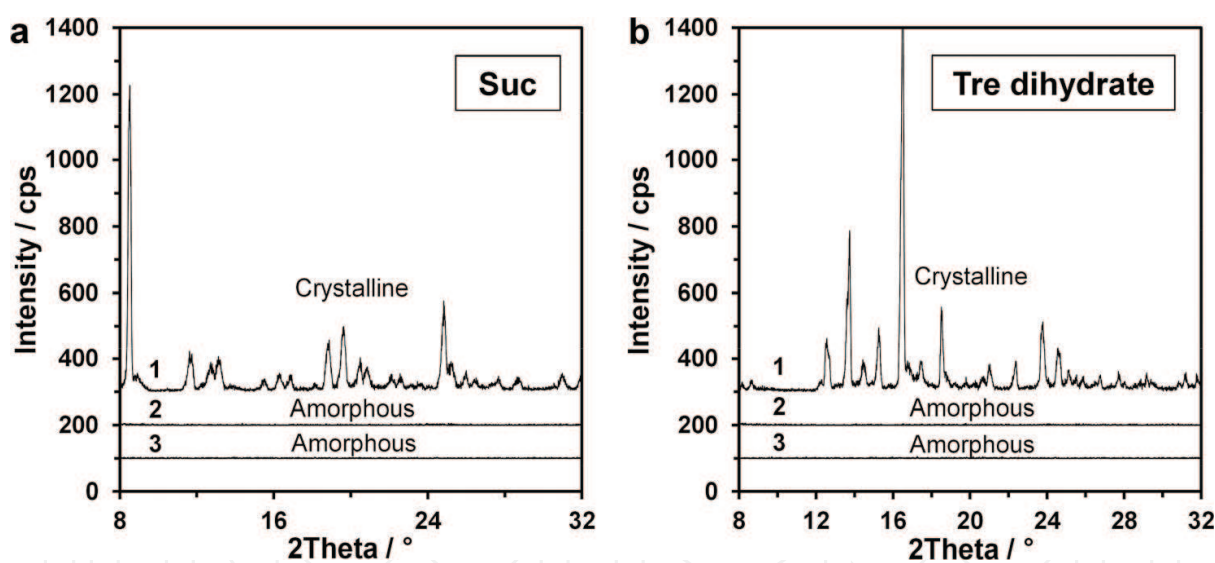 a
Suc
Intensity / cps
1400
1200
1000
800
600
400
200
0
Crystalline
1
2
Amorphous
3
Amorphous
8
16
24
32
2Theta / °
b
Tre dihydrate
Intensity / cps
1400
1200
1000
800
600
400
200
0
Crystalline
1
2
Amorphous
3
Amorphous
8
12
16
20
24
28
32
2Theta / °